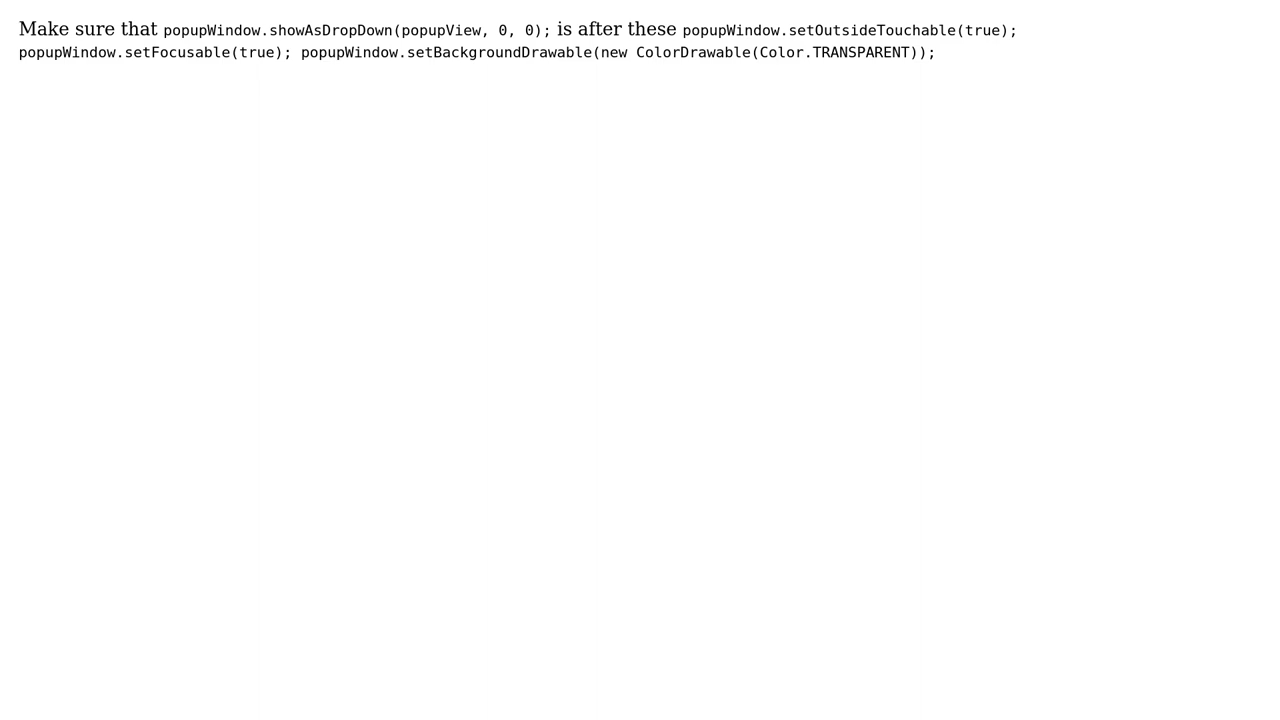 Make sure that popupWindow.showAsDropDown(popupView, 0, 0); is after these popupWindow.setOutsideTouchable(true);
popupWindow.setFocusable(true); popupWindow.setBackgroundDrawable(new ColorDrawable(Color.TRANSPARENT));